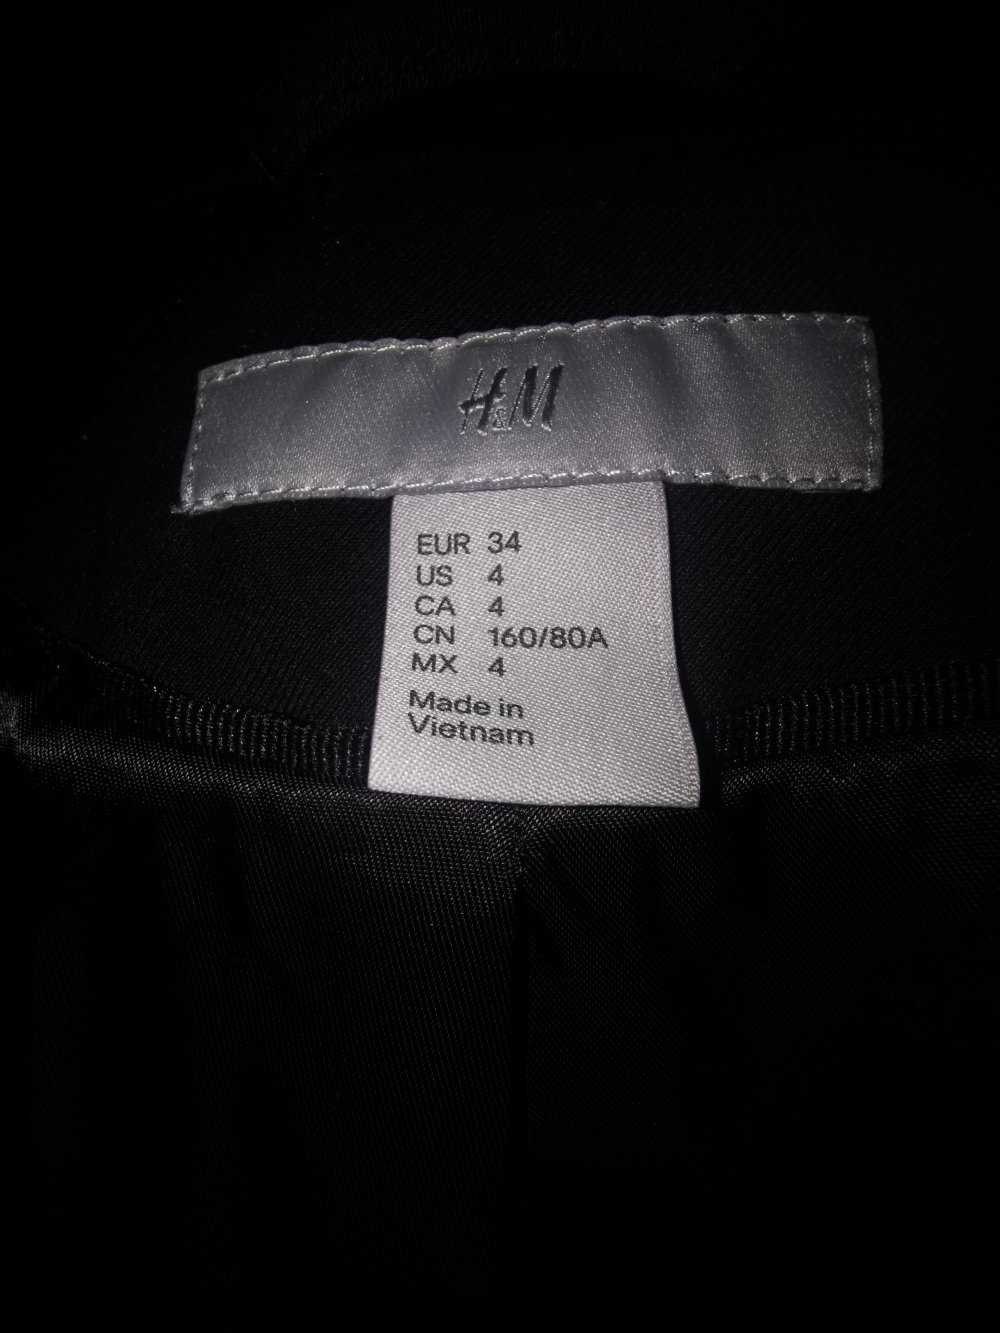 H&M
EUR 34
US 4
CA 4
CN 160/80A
MX 4
Made in
Vietnam